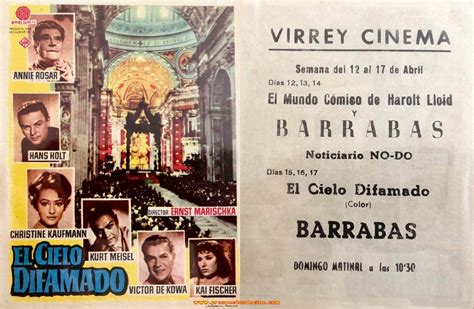 ANNIE ROSAR
HANS HOLT
CHRISTINE KAUFMANN
DIRECTOR ERNST MARISCHKA
KURT MEISEL
VICTOR DE KOWA
KAI FISCHER
EL CIELO
DIFAMADO
VIRREY CINEMA
Semana del 12 al 17 de Abril
Días 12, 13, 14
El Mundo Cómico de Harolt Lloid
Y
BARRABAS
Noticiario NO-DO
Días 15, 16, 17
El Cielo Difamado
(Color)
BARRABAS
DOMINGO MATINAL a las 10'30